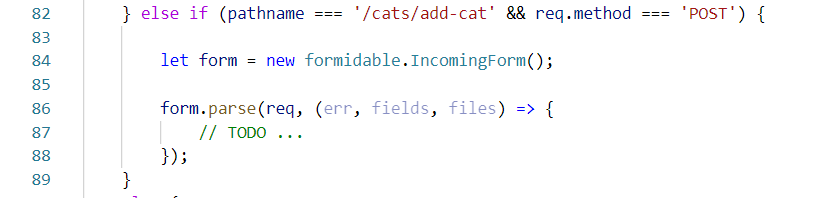 82 } else if (pathname === '/cats/add-cat' && req.method === 'POST') {
83
84 let form = new formidable.IncomingForm();
85
86 form.parse(req, (err, fields, files) => {
87 // TODO ...
88 });
89 }